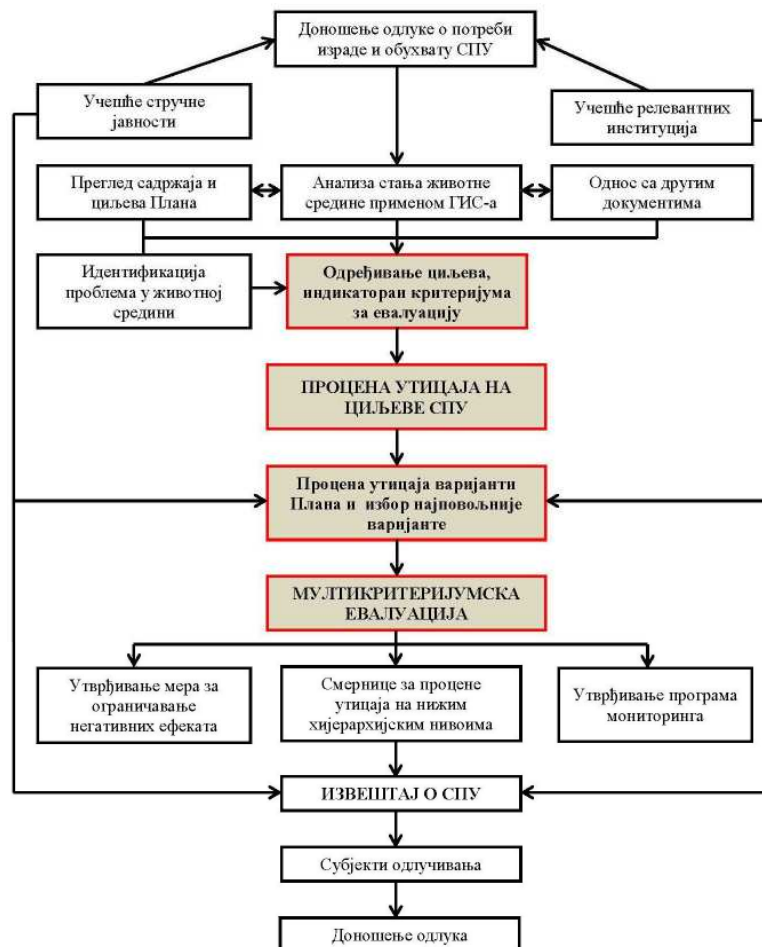 Доношење одлуке о потреби
израде и обухвату СПУ
Учешће стручне
јавности
Учешће релевантних
институција
Преглед садржаја и
циљева Плана
Анализа стања животне
средине применом ГИС-а
Однос са другим
документима
Идентификација
проблема у животној
средини
Одређивање циљева,
индикатораи критеријума
за евалуацију
ПРОЦЕНА УТИЦАЈА НА
ЦИЉЕВЕ СПУ
Процена утицаја варијанти
Плана и избор најповољније
варијанте
МУЛТИКРИТЕРИЈУМСКА
ЕВАЛУАЦИЈА
Утврђивање мера за
ограничавање
негативних ефеката
Смернице за процене
утицаја на нижим
хијерархијским нивоима
Утврђивање програма
мониторинга
ИЗВЕШТАЈ О СПУ
Субјекти одлучивања
Доношење одлука